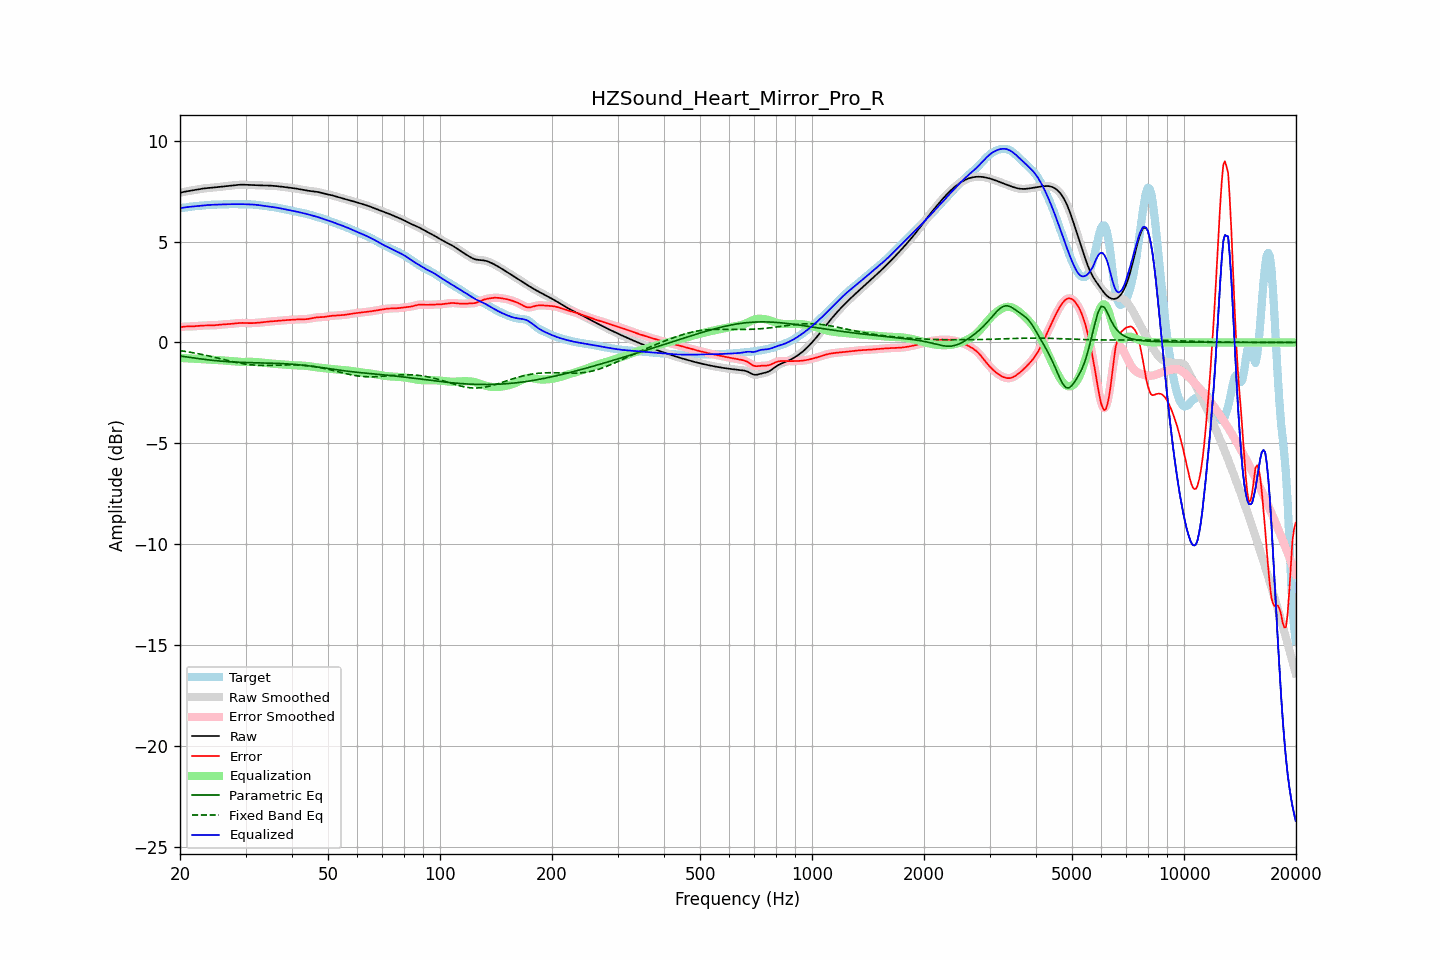 HZSound_Heart_Mirror_Pro_R
10
5
0
−5
−10
−15
−20
−25
Amplitude (dBr)
Target
Raw Smoothed
Error Smoothed
Raw
Error
Equalization
Parametric Eq
Fixed Band Eq
Equalized
20 50 100 200 500 1000 2000 5000 10000 20000
Frequency (Hz)